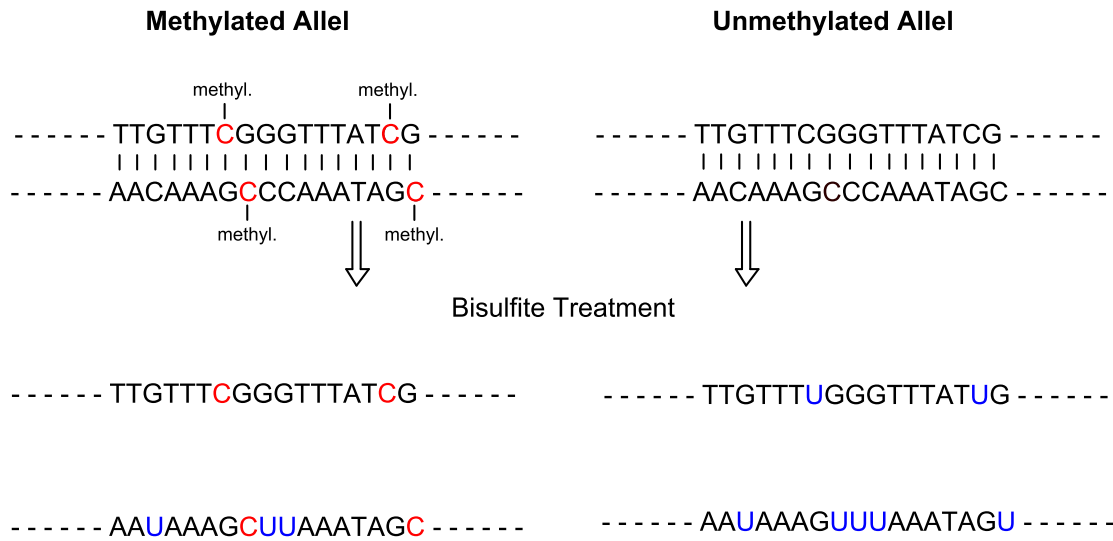 Methylated Allel
Unmethylated Allel
methyl. methyl.
- - - - - - TTGTTTCGGGTTTATCG - - - - - -
- - - - - - TTGTTTCGGGTTTATCG - - - - - -
- - - - - - AACAAAGCCCAAATAGC - - - - - -
- - - - - - AACAAAGCCCAAATAGC - - - - - -
methyl. methyl.
Bisulfite Treatment
- - - - - - TTGTTTCGGGTTTATCG - - - - - -
- - - - - - TTGTTTUGGGTTTATUG - - - - - -
- - - - - - AAUAAAGCUUAAATAGC - - - - - -
- - - - - - AAUAAAGUUUAAATAGU - - - - - -